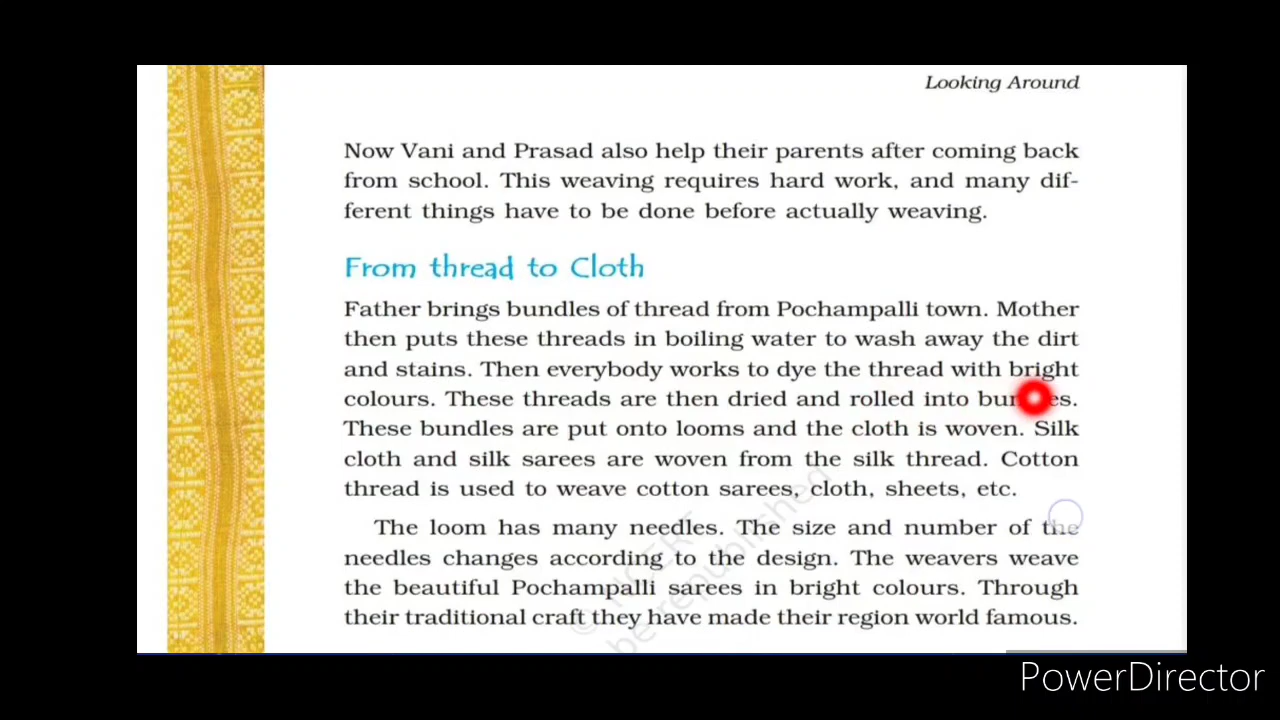 Looking Around
Now Vani and Prasad also help their parents after coming back
from school. This weaving requires hard work, and many dif-
ferent things have to be done before actually weaving.
From thread to Cloth
Father brings bundles of thread from Pochampalli town. Mother
then puts these threads in boiling water to wash away the dirt
and stains. Then everybody works to dye the thread with bright
colours. These threads are then dried and rolled into bundles.
These bundles are put onto looms and the cloth is woven. Silk
cloth and silk sarees are woven from the silk thread. Cotton
thread is used to weave cotton sarees, cloth, sheets, etc.
The loom has many needles. The size and number of the
needles changes according to the design. The weavers weave
the beautiful Pochampalli sarees in bright colours. Through
their traditional craft they have made their region world famous.
© NCERT
be republished
PowerDirector